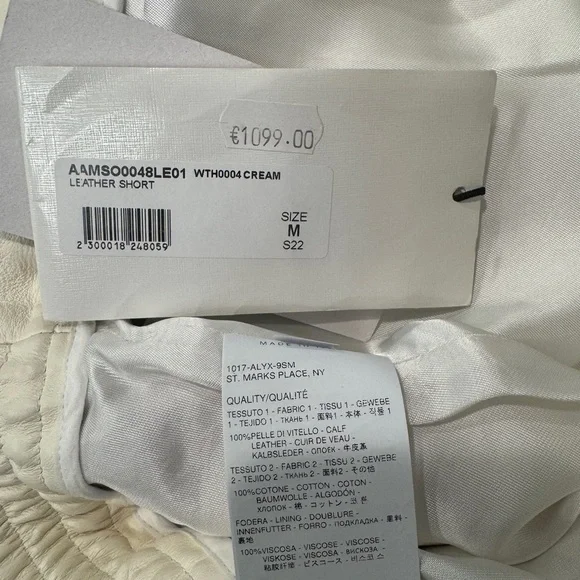 €1099.00
AAMSO0048LE01 WTH0004 CREAM
LEATHER SHORT
SIZE
M
S22
2 300018 248059
MADE
1017-ALYX-9SM
ST. MARKS PLACE, NY
QUALITY/QUALITÉ
TESSUTO 1 - FABRIC 1 - TISSU 1 - GEWEBE
1 - TEJIDO 1 - ТКАНЬ 1 - 面料1 - 本体 - 직물 1
100%PELLE DI VITELLO - CALF
LEATHER - CUIR DE VEAU -
KALBSLEDER - ОПОЕК - 牛皮革
TESSUTO 2 - FABRIC 2 - TISSU 2 - GEWEBE
2 - TEJIDO 2 - ТКАНЬ 2 - 面料2 - その他
100%COTONE - COTTON - COTON -
BAUMWOLLE - ALGODÓN -
- 棉 - コットン - 코튼
FODERA - LINING - DOUBLURE -
INNENFUTTER - FORRO - ПОДКЛАДКА - 里料 -
裏地
100%VISCOSA - VISCOSE - VISCOSE -
VISKOSE - VISCOSA - ВИСКОЗА -
- ビスコース - 비스코스